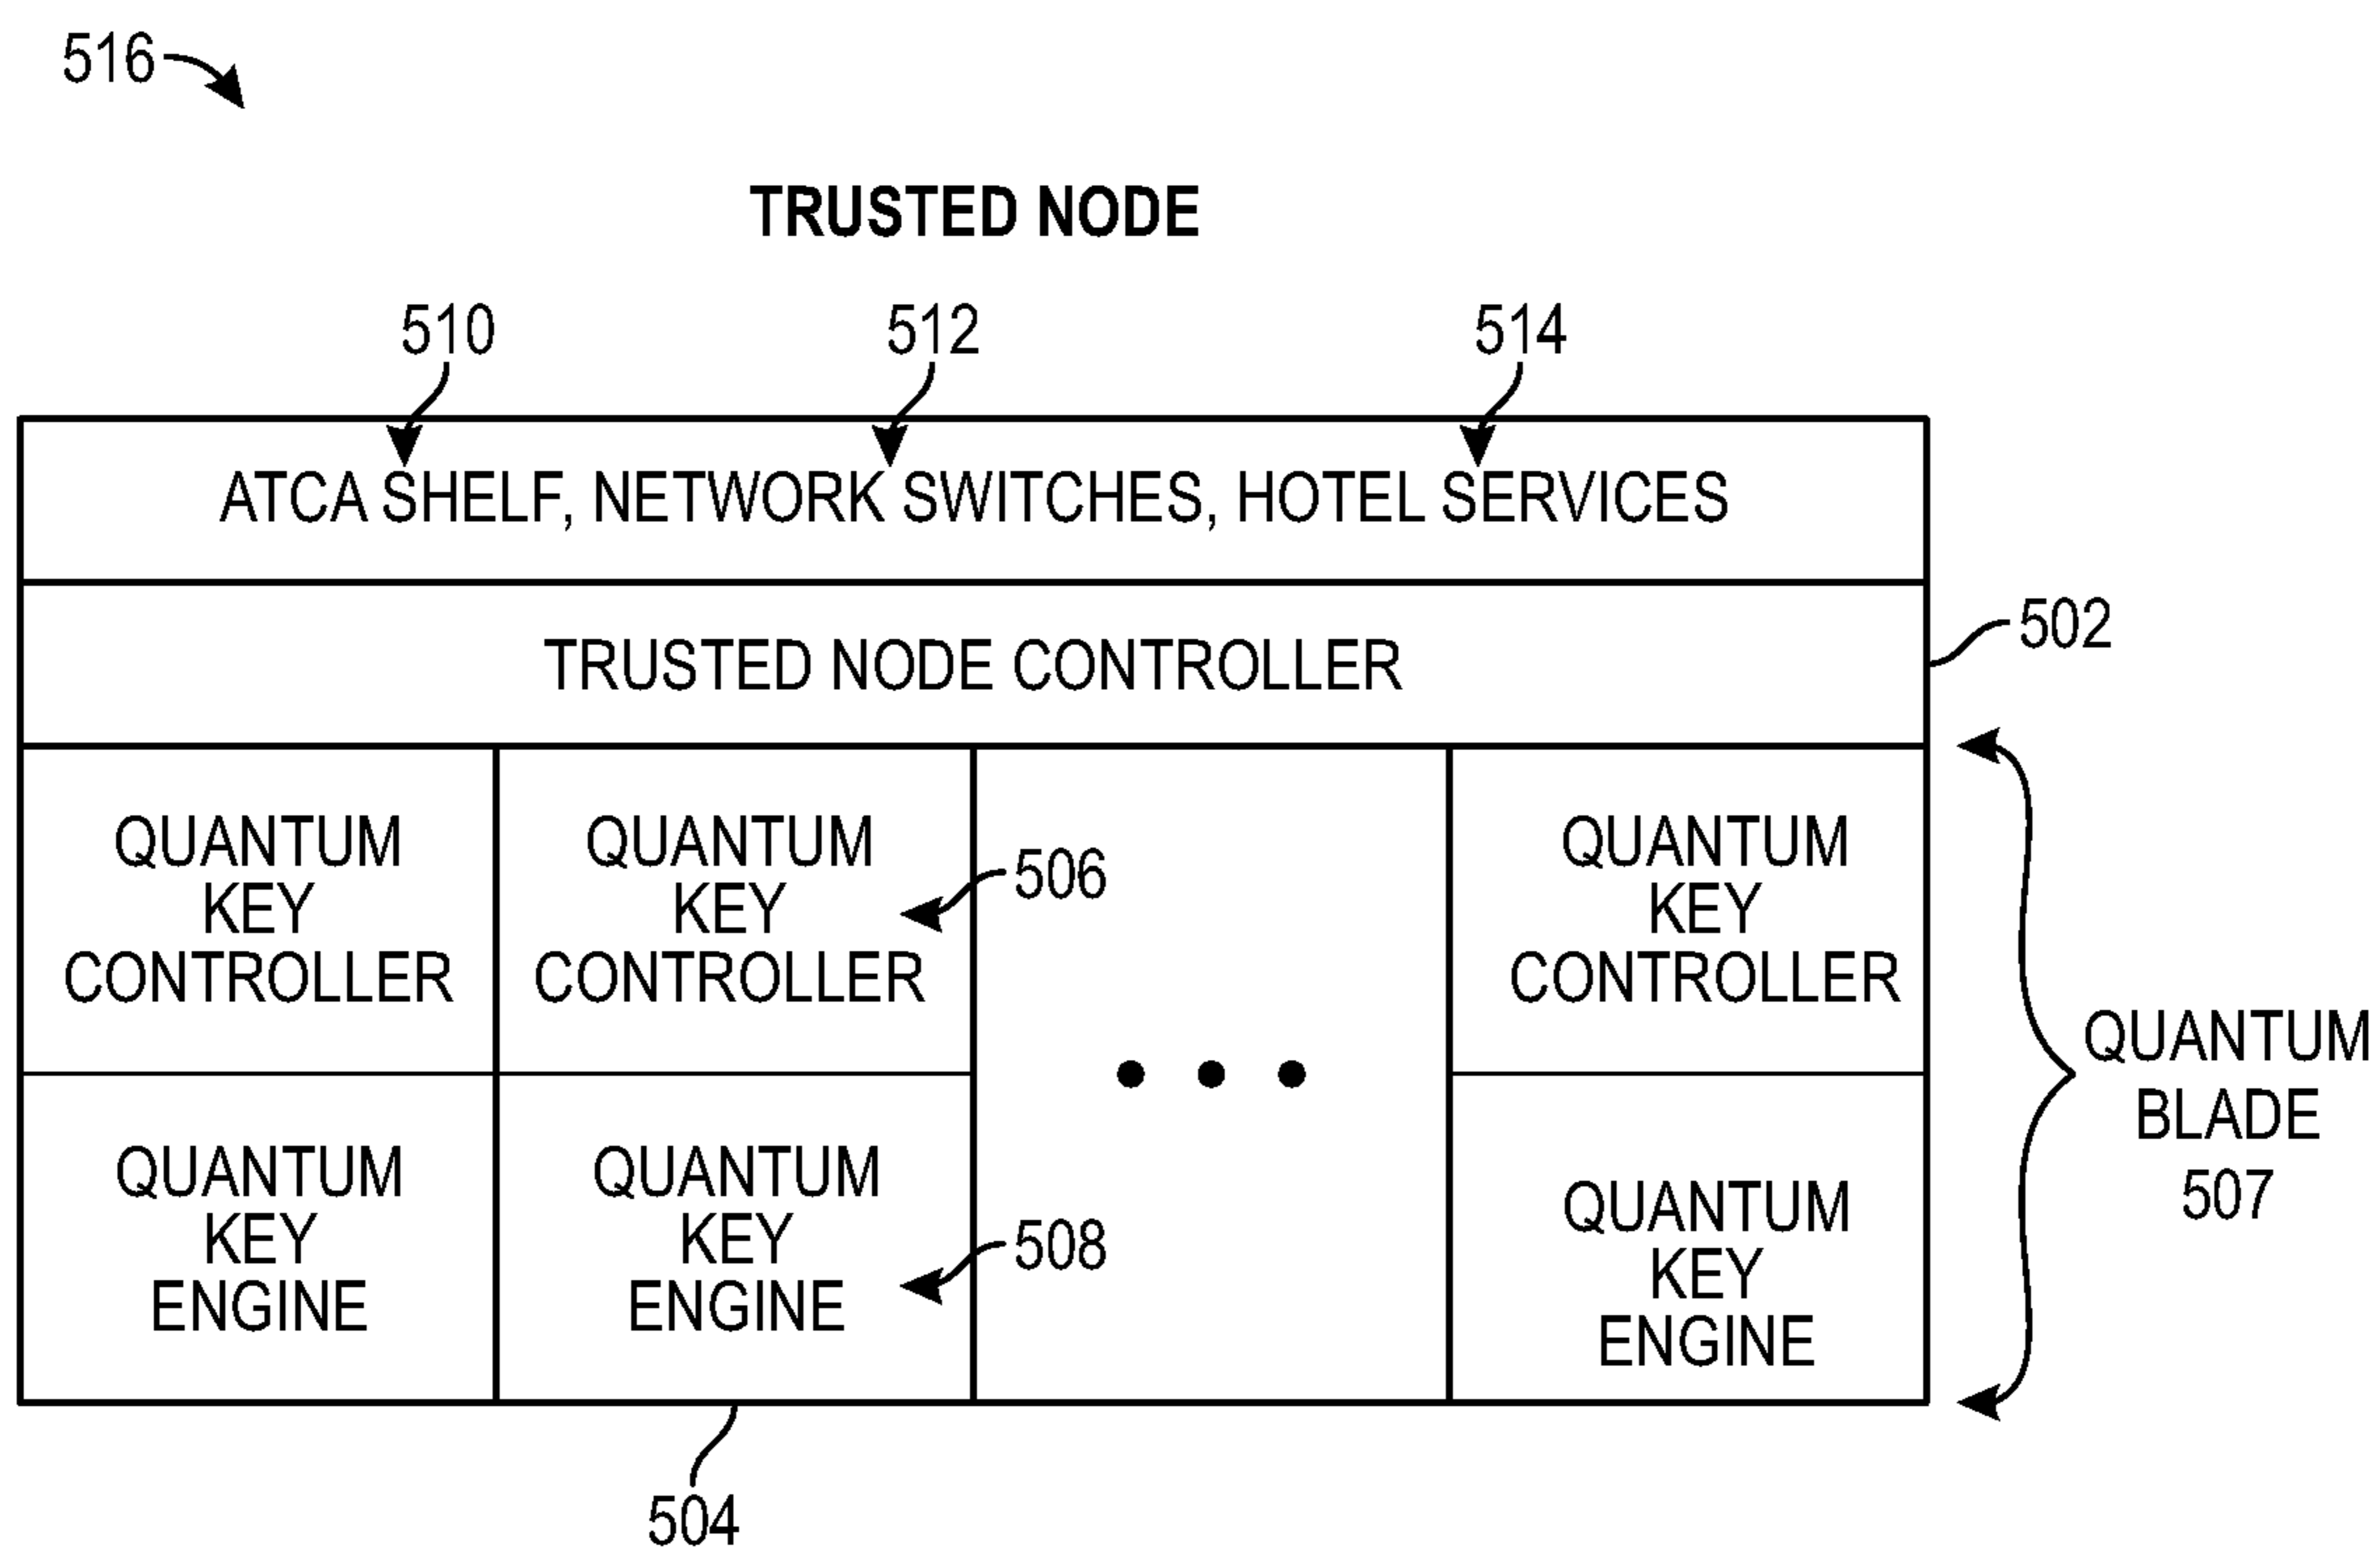 516
TRUSTED NODE
510 512 514
ATCA SHELF, NETWORK SWITCHES, HOTEL SERVICES
502
TRUSTED NODE CONTROLLER
QUANTUM
KEY
CONTROLLER
QUANTUM
KEY
CONTROLLER
506
QUANTUM
KEY
CONTROLLER
QUANTUM
KEY
ENGINE
QUANTUM
KEY
ENGINE
508
QUANTUM
KEY
ENGINE
QUANTUM
BLADE
507
504